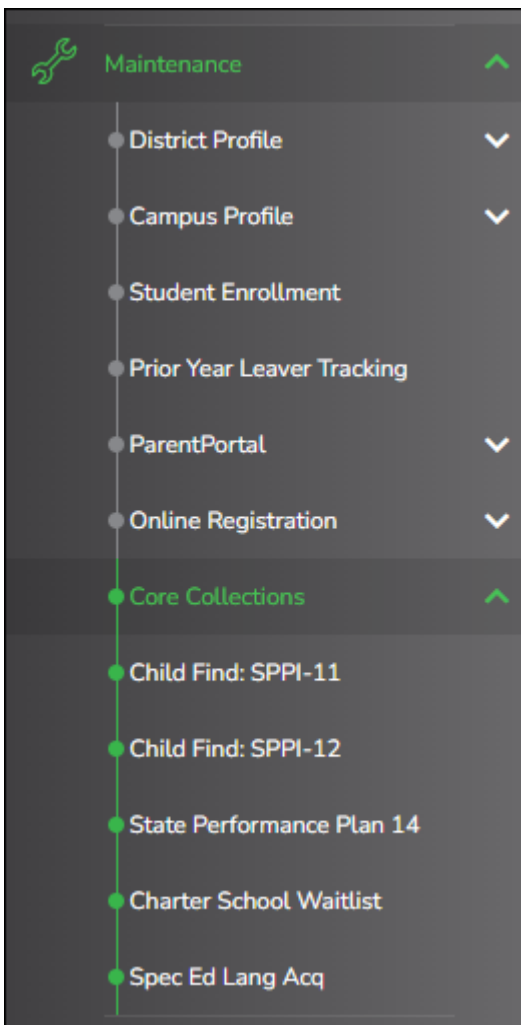 Maintenance
District Profile
Campus Profile
Student Enrollment
Prior Year Leaver Tracking
ParentPortal
Online Registration
Core Collections
Child Find: SPPI-11
Child Find: SPPI-12
State Performance Plan 14
Charter School Waitlist
Spec Ed Lang Acq